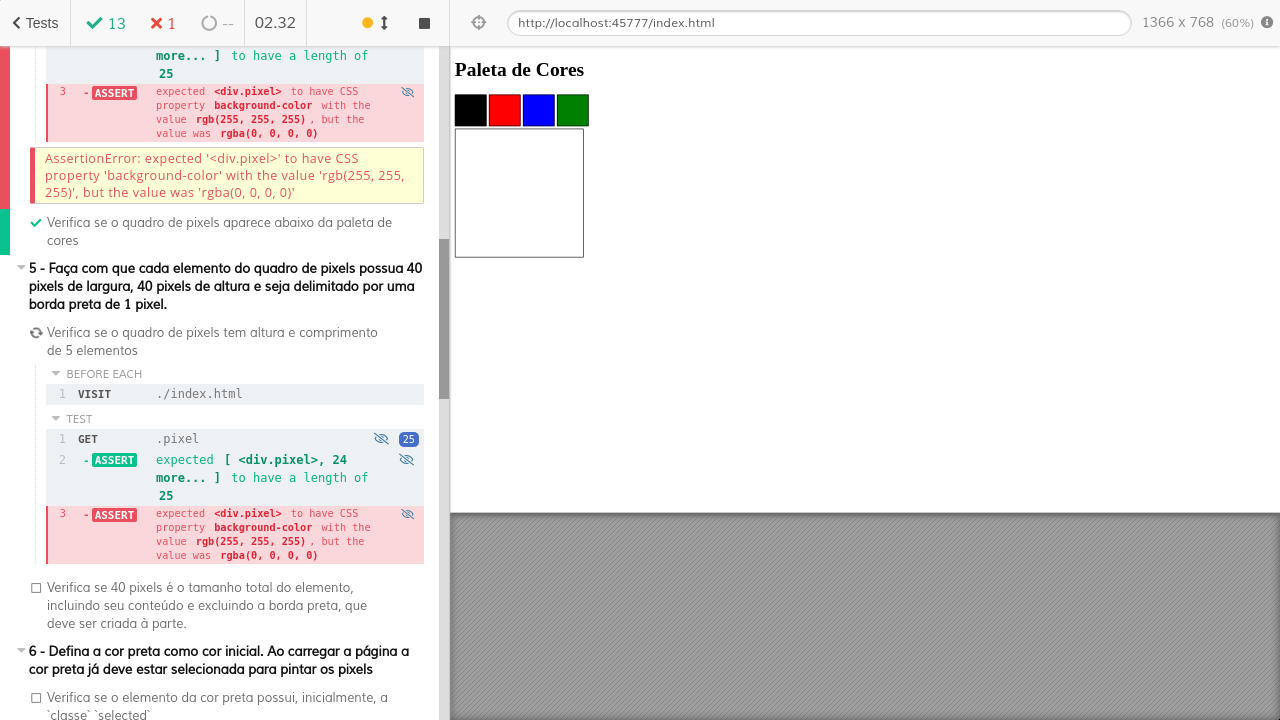 Tests
13
1
--
02.32
http://localhost:45777/index.html
1366 x 768 (60%)
more... ] to have a length of
25
3 - ASSERT expected <div.pixel> to have CSS
property background-color with the
value rgb(255, 255, 255), but the
value was rgba(0, 0, 0, 0)
AssertionError: expected '<div.pixel>' to have CSS
property 'background-color' with the value 'rgb(255, 255,
255)', but the value was 'rgba(0, 0, 0, 0)'
Verifica se o quadro de pixels aparece abaixo da paleta de
cores
5 - Faça com que cada elemento do quadro de pixels possua 40
pixels de largura, 40 pixels de altura e seja delimitado por uma
borda preta de 1 pixel.
Verifica se o quadro de pixels tem altura e comprimento
de 5 elementos
BEFORE EACH
1 VISIT ./index.html
TEST
1 GET .pixel 25
2 - ASSERT expected [ <div.pixel>, 24
more... ] to have a length of
25
3 - ASSERT expected <div.pixel> to have CSS
property background-color with the
value rgb(255, 255, 255), but the
value was rgba(0, 0, 0, 0)
Verifica se 40 pixels é o tamanho total do elemento,
incluindo seu conteúdo e excluindo a borda preta, que
deve ser criada à parte.
6 - Defina a cor preta como cor inicial. Ao carregar a página a
cor preta já deve estar selecionada para pintar os pixels
Verifica se o elemento da cor preta possui, inicialmente, a
`classe` `selected`
Paleta de Cores